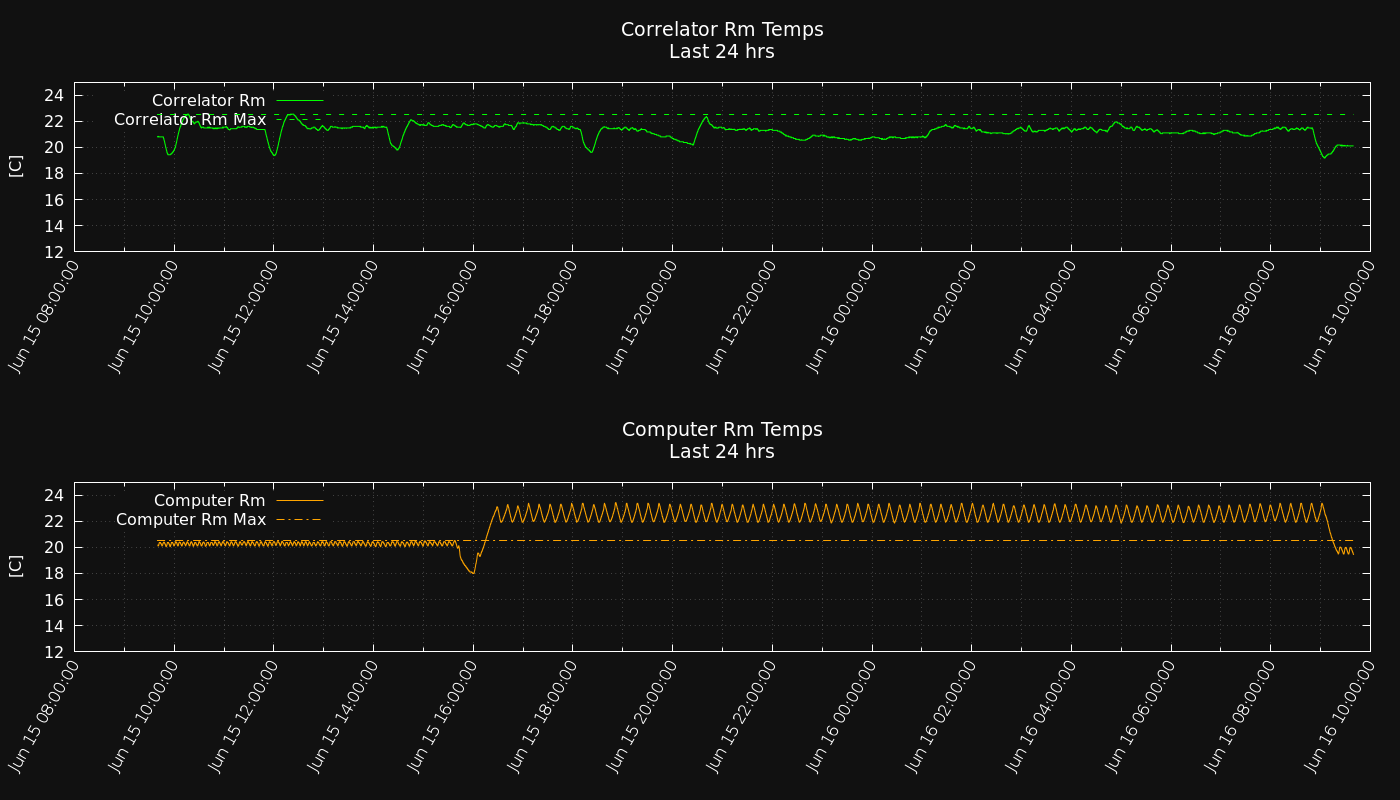 Correlator Rm Temps
Last 24 hrs
Correlator Rm
Correlator Rm Max
[C]
24
22
20
18
16
14
12
Jun 15 08:00:00
Jun 15 10:00:00
Jun 15 12:00:00
Jun 15 14:00:00
Jun 15 16:00:00
Jun 15 18:00:00
Jun 15 20:00:00
Jun 15 22:00:00
Jun 16 00:00:00
Jun 16 02:00:00
Jun 16 04:00:00
Jun 16 06:00:00
Jun 16 08:00:00
Jun 16 10:00:00
Computer Rm Temps
Last 24 hrs
Computer Rm
Computer Rm Max
[C]
24
22
20
18
16
14
12
Jun 15 08:00:00
Jun 15 10:00:00
Jun 15 12:00:00
Jun 15 14:00:00
Jun 15 16:00:00
Jun 15 18:00:00
Jun 15 20:00:00
Jun 15 22:00:00
Jun 16 00:00:00
Jun 16 02:00:00
Jun 16 04:00:00
Jun 16 06:00:00
Jun 16 08:00:00
Jun 16 10:00:00